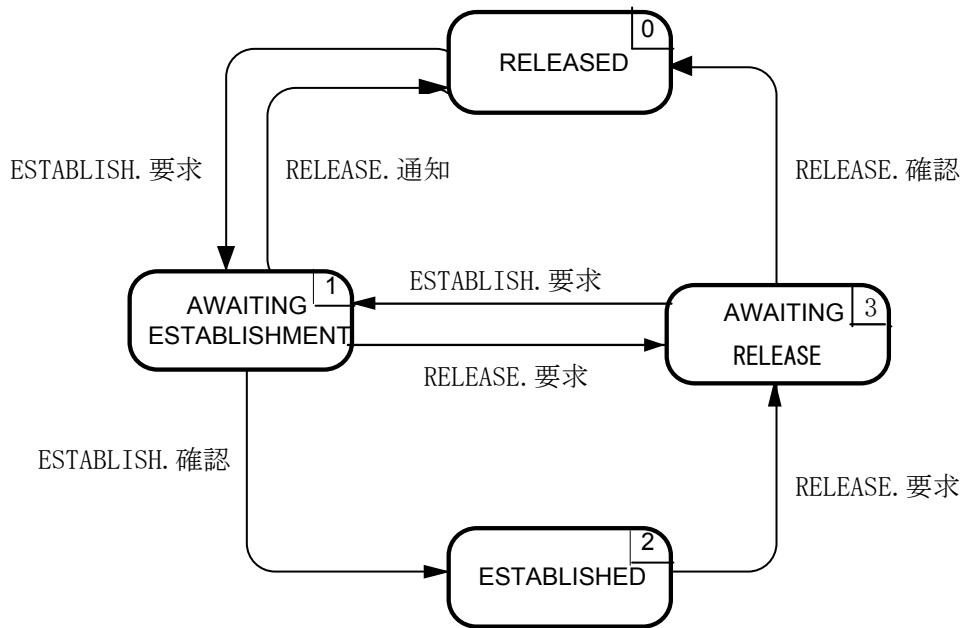 0
RELEASED
ESTABLISH.要求
RELEASE.通知
RELEASE.確認
1
AWAITING
ESTABLISHMENT
ESTABLISH.要求
3
AWAITING
RELEASE
RELEASE.要求
ESTABLISH.確認
RELEASE.要求
2
ESTABLISHED